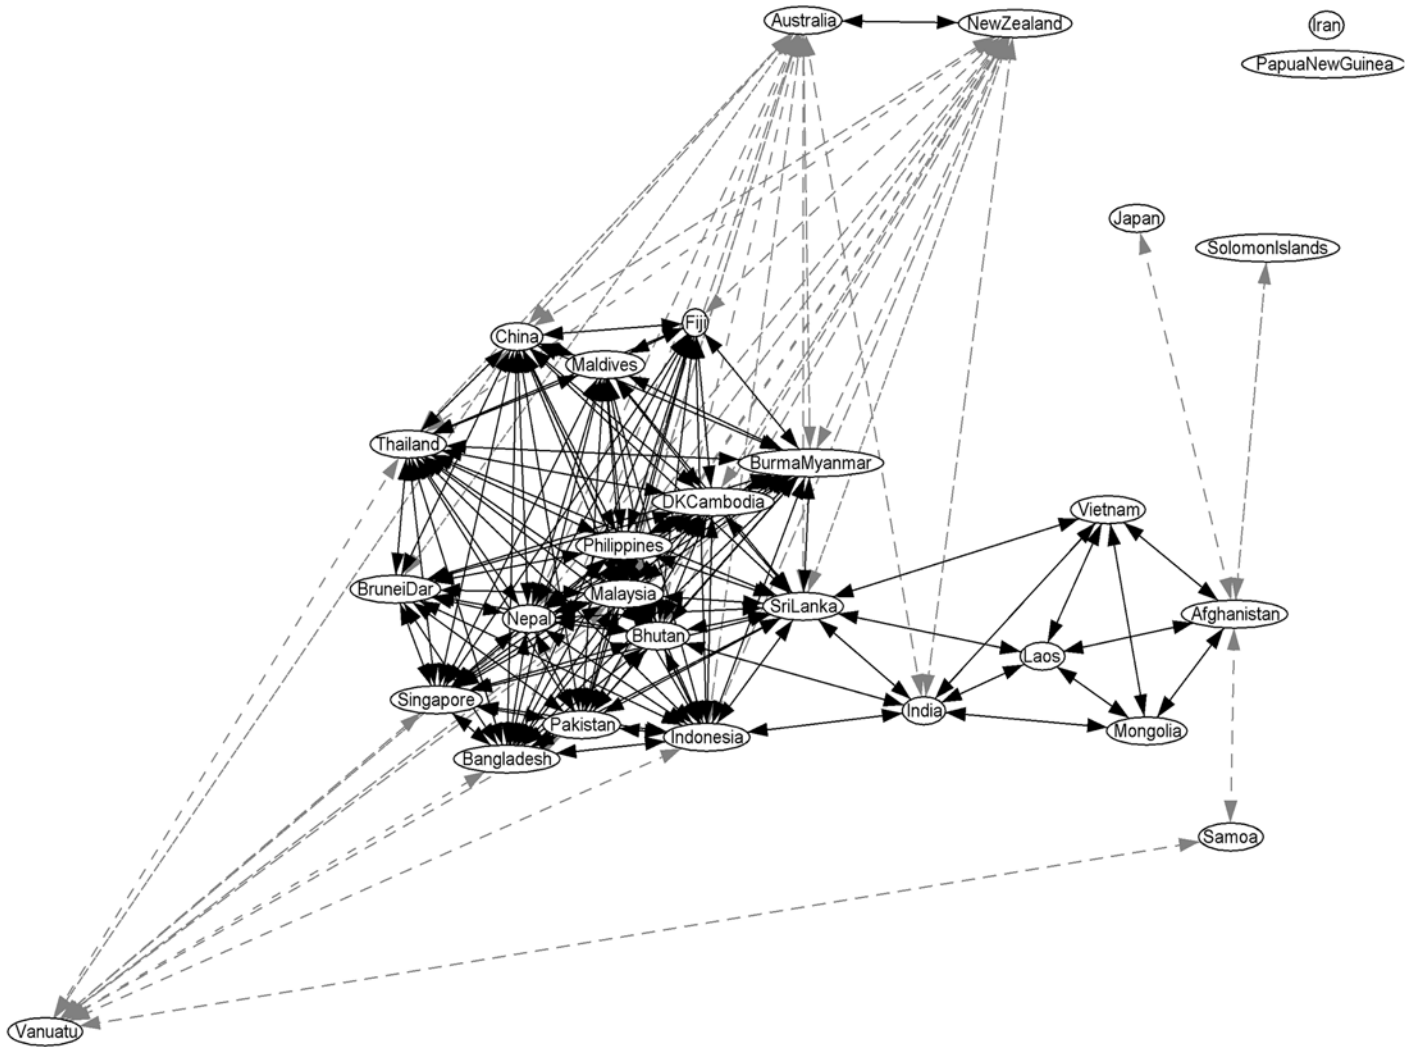 Australia
NewZealand
Iran
PapuaNewGuinea
Japan
SolomonIslands
China
Fiji
Maldives
Thailand
BurmaMyanmar
DKCambodia
Vietnam
Philippines
BruneiDar
Malaysia
Nepal
SriLanka
Afghanistan
Bhutan
Laos
Singapore
India
Pakistan
Indonesia
Mongolia
Bangladesh
Samoa
Vanuatu